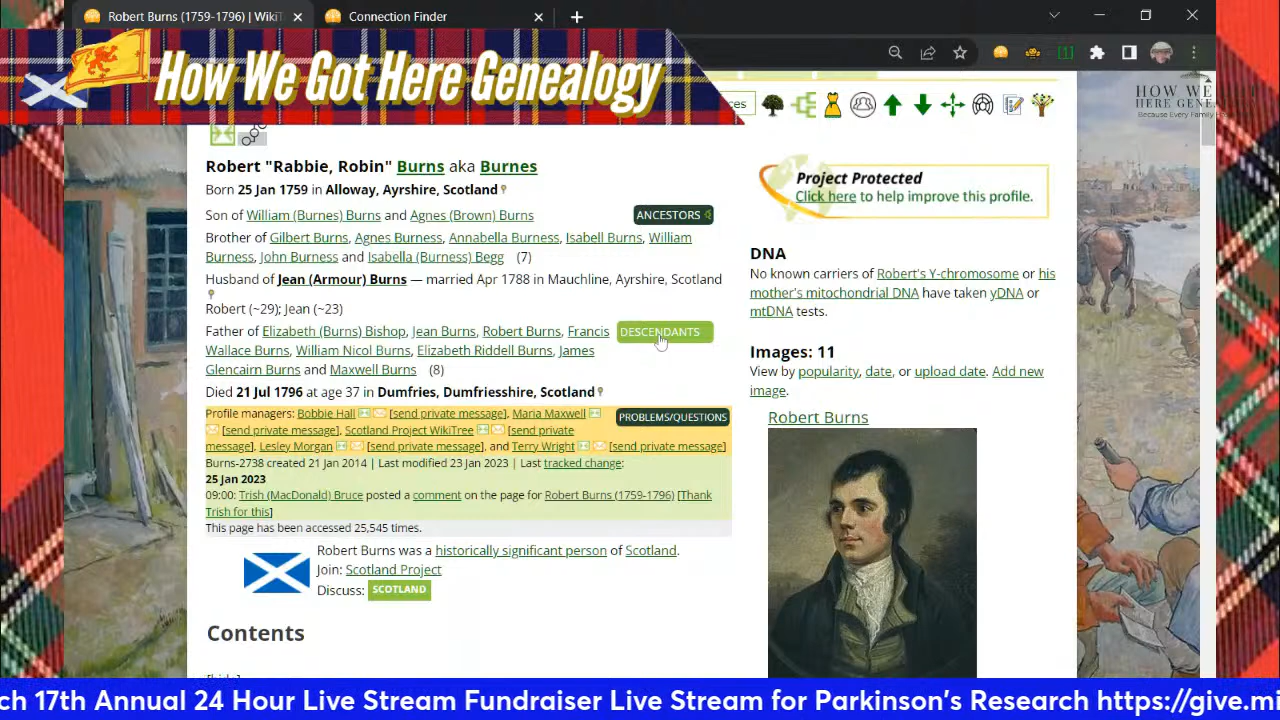 Robert Burns (1759-1796) | WikiT
Connection Finder
How We Got Here Genealogy
HOW WE
HERE GENE
Because Every Family
Robert "Rabbie, Robin" Burns aka Burnes
Born 25 Jan 1759 in Alloway, Ayrshire, Scotland
Son of William (Burnes) Burns and Agnes (Brown) Burns
ANCESTORS
Brother of Gilbert Burns, Agnes Burness, Annabella Burness, Isabell Burns, William
Burness, John Burness and Isabella (Burness) Begg (7)
Husband of Jean (Armour) Burns — married Apr 1788 in Mauchline, Ayrshire, Scotland
Robert (~29); Jean (~23)
Father of Elizabeth (Burns) Bishop, Jean Burns, Robert Burns, Francis
DESCENDANTS
Wallace Burns, William Nicol Burns, Elizabeth Riddell Burns, James
Glencairn Burns and Maxwell Burns (8)
Died 21 Jul 1796 at age 37 in Dumfries, Dumfriesshire, Scotland
Profile managers: Bobbie Hall [send private message], Maria Maxwell
PROBLEMS/QUESTIONS
[send private message], Scotland Project WikiTree [send private
message], Lesley Morgan [send private message], and Terry Wright [send private message]
Burns-2738 created 21 Jan 2014 | Last modified 23 Jan 2023 | Last tracked change:
25 Jan 2023
09:00: Trish (MacDonald) Bruce posted a comment on the page for Robert Burns (1759-1796) [Thank
Trish for this]
This page has been accessed 25,545 times.
Robert Burns was a historically significant person of Scotland.
Join: Scotland Project
Discuss: SCOTLAND
Contents
Project Protected
Click here to help improve this profile.
DNA
No known carriers of Robert's Y-chromosome or his
mother's mitochondrial DNA have taken yDNA or
mtDNA tests.
Images: 11
View by popularity, date, or upload date. Add new
image.
Robert Burns
ch 17th Annual 24 Hour Live Stream Fundraiser Live Stream for Parkinson's Research https://give.mi